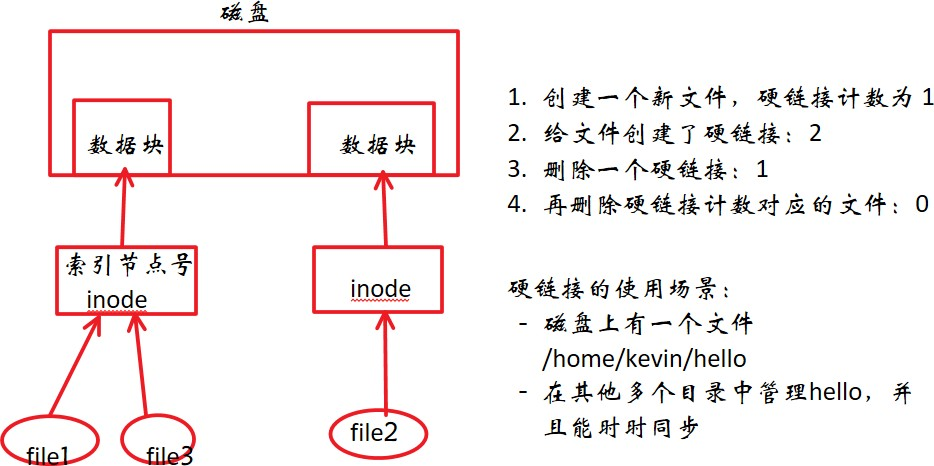 磁盘
数据块
数据块
索引节点号
inode
inode
file1
file3
file2
1. 创建一个新文件，硬链接计数为 1
2. 给文件创建了硬链接：2
3. 删除一个硬链接：1
4. 再删除硬链接计数对应的文件：0
硬链接的使用场景：
- 磁盘上有一个文件
/home/kevin/hello
- 在其他多个目录中管理hello，并
且能时时同步